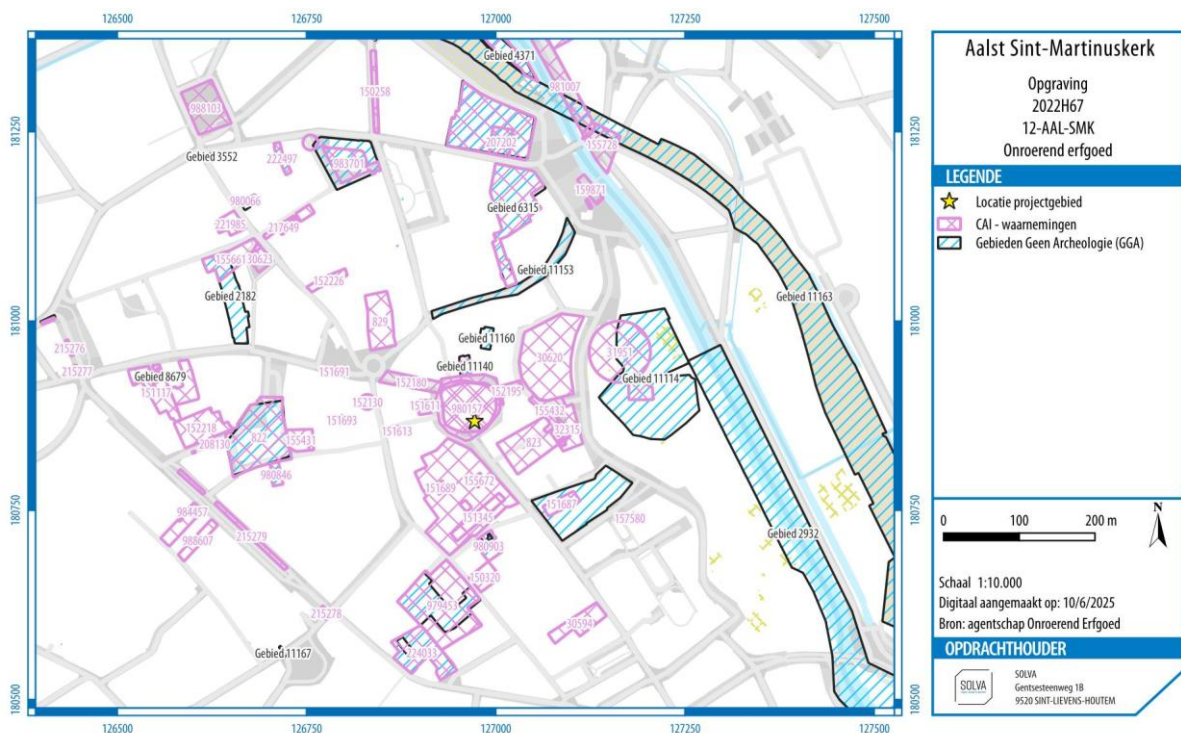 126500
126750
127000
127250
127500
181250
181000
180750
180500
Gebied 4371
981007
150258
988103
207202
155728
Gebied 3552
222497
983701
159871
980066
221985
217649
Gebied 6315
15566
130623
152226
Gebied 11153
Gebied 2182
829
Gebied 11163
Gebied 11160
30620
31951
215276
215277
151691
Gebied 11140
Gebied 8679
151117
152180
152195
Gebied 11114
152130
151611
980157
155432
151693
151613
32315
152218
208130
822
155431
823
980846
151689
155672
151687
984457
151345
157580
988607
215279
980903
Gebied 2932
150320
979453
215278
30594
Gebied 11167
224033
126500
126750
127000
127250
127500
181250
181000
180750
180500
Aalst Sint-Martinuskerk
Opgraving
2022H67
12-AAL-SMK
Onroerend erfgoed
LEGENDE
Locatie projectgebied
CAI - waarnemingen
Gebieden Geen Archeologie (GGA)
0 100 200 m
N
Schaal 1:10.000
Digitaal aangemaakt op: 10/6/2025
Bron: agentschap Onroerend Erfgoed
OPDRACHTHOUDER
SOLVA
SOLVA
Gentsesteenweg 1B
9520 SINT-LIEVENS-HOUTEM